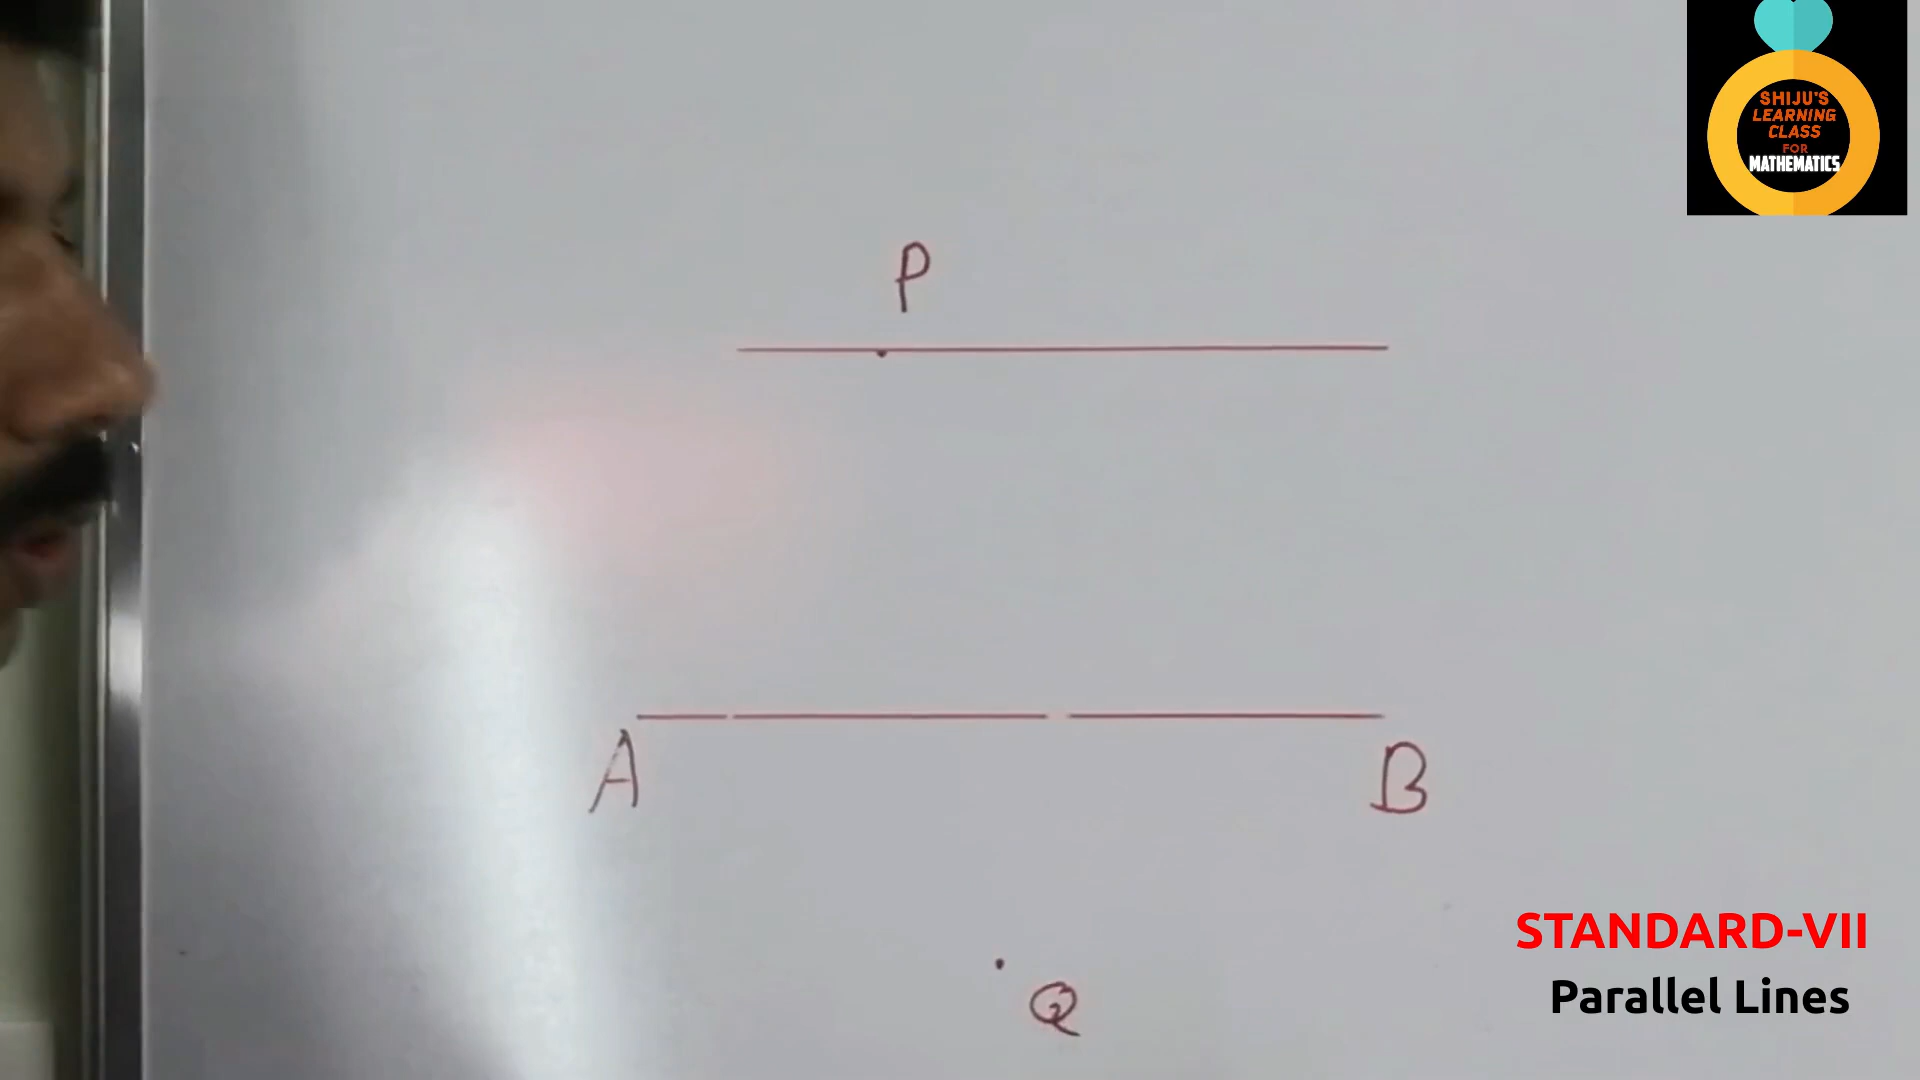 SHIJU'S
LEARNING
CLASS
FOR
MATHEMATICS
P
A
B
Q
STANDARD-VII
Parallel Lines